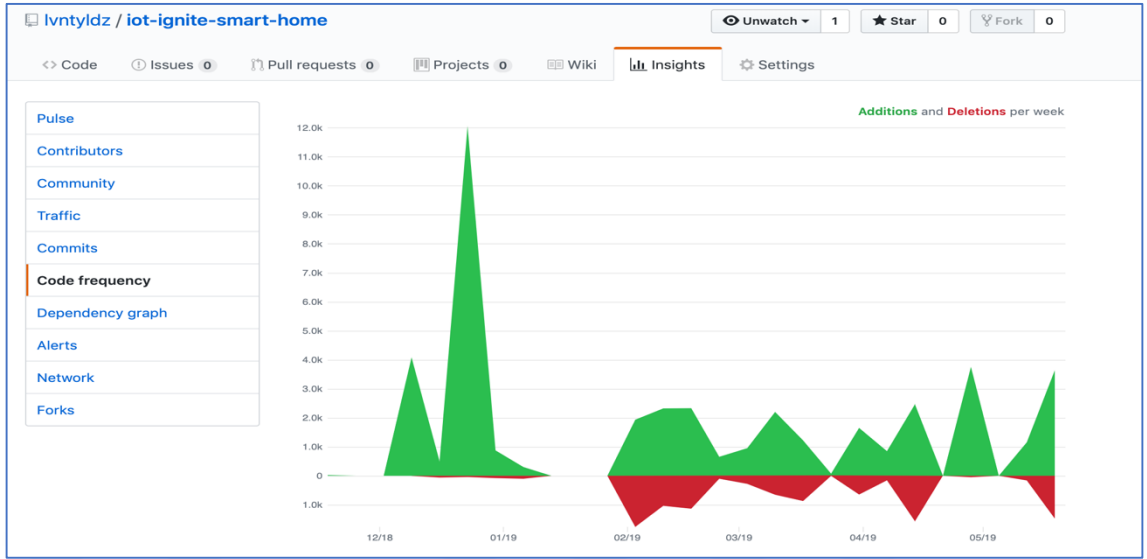 lvntyldz / iot-ignite-smart-home
Unwatch 1 Star 0 Fork 0
<> Code Issues 0 Pull requests 0 Projects 0 Wiki Insights Settings
Pulse
Contributors
Community
Traffic
Commits
Code frequency
Dependency graph
Alerts
Network
Forks
Additions and Deletions per week
12.0k
11.0k
10.0k
9.0k
8.0k
7.0k
6.0k
5.0k
4.0k
3.0k
2.0k
1.0k
0
1.0k
12/18 01/19 02/19 03/19 04/19 05/19